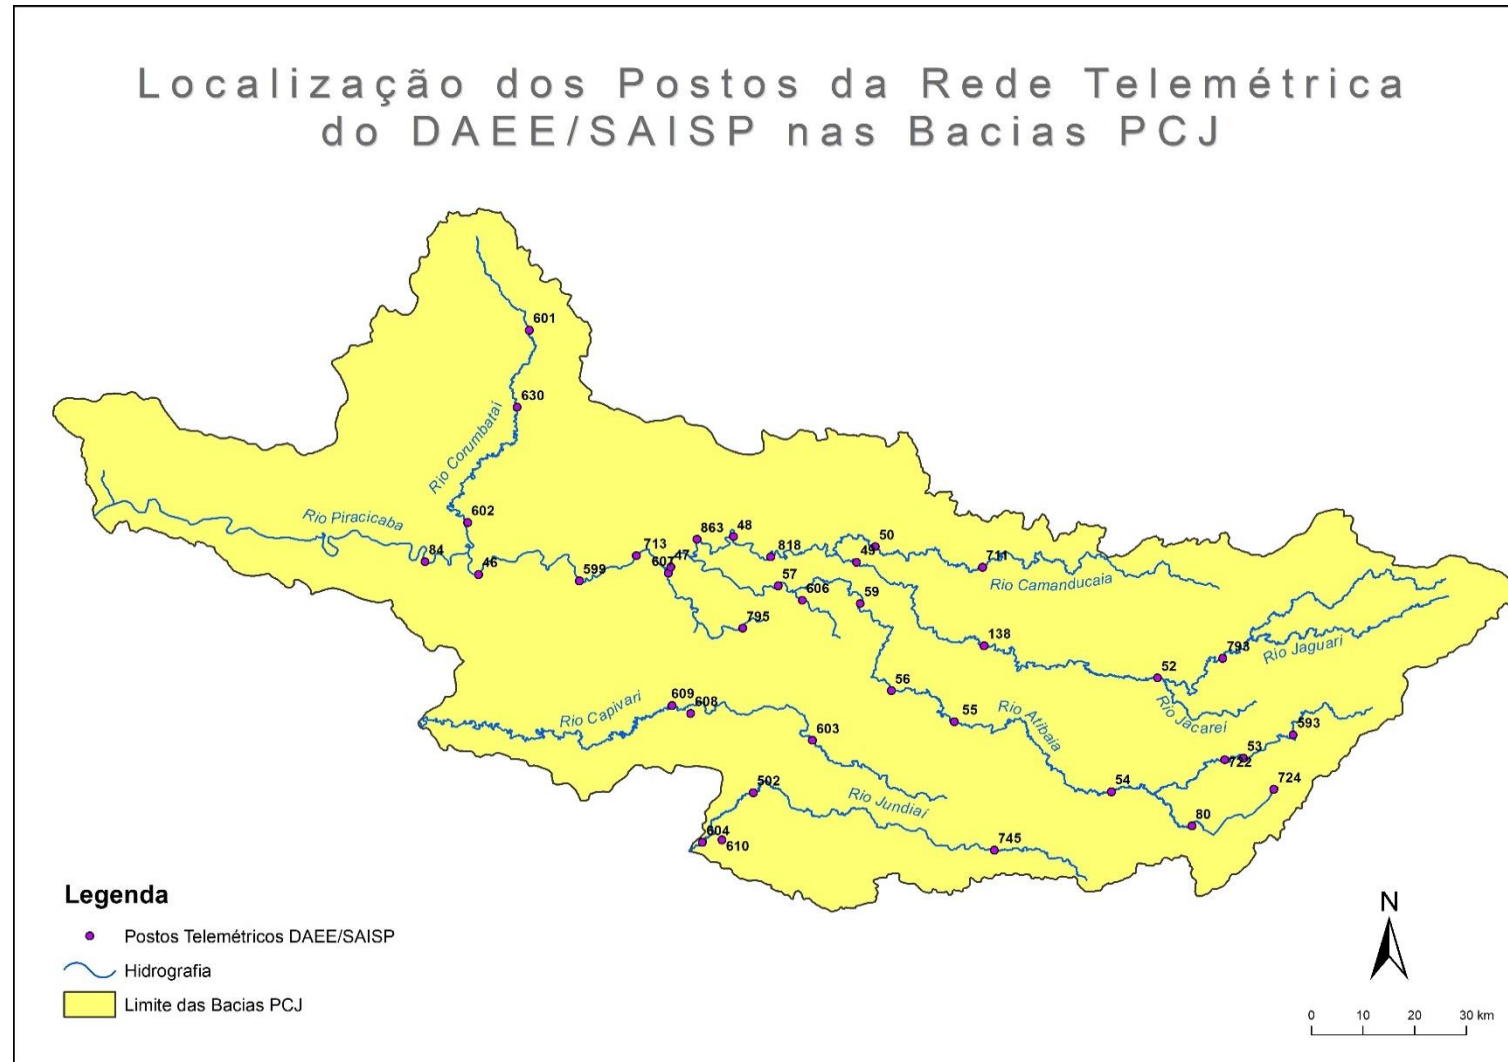 Localização dos Postos da Rede Telemétrica
do DAEE/SAISP nas Bacias PCJ
601
630
Rio Corumbataí
602
Rio Piracicaba
84
46
599
713
607
47
863
48
818
50
49
711
Rio Camanducaia
57
606
59
795
138
52
793
Rio Jaguari
Rio Jacareí
56
55
Rio Atibaia
593
53
722
724
54
80
609
608
Rio Capivari
603
502
Rio Jundiaí
604
610
745
Legenda
Postos Telemétricos DAEE/SAISP
Hidrografia
Limite das Bacias PCJ
N
0 10 20 30 km